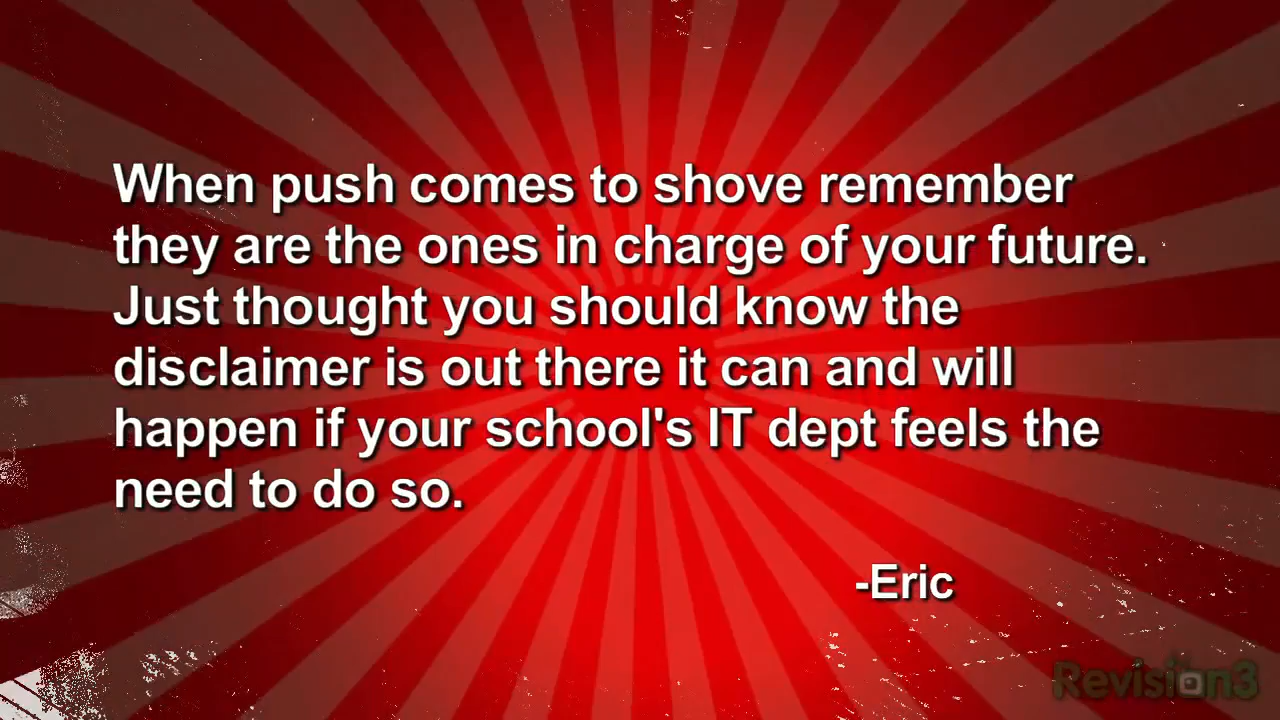 When push comes to shove remember
they are the ones in charge of your future.
Just thought you should know the
disclaimer is out there it can and will
happen if your school's IT dept feels the
need to do so.
-Eric
Revision3